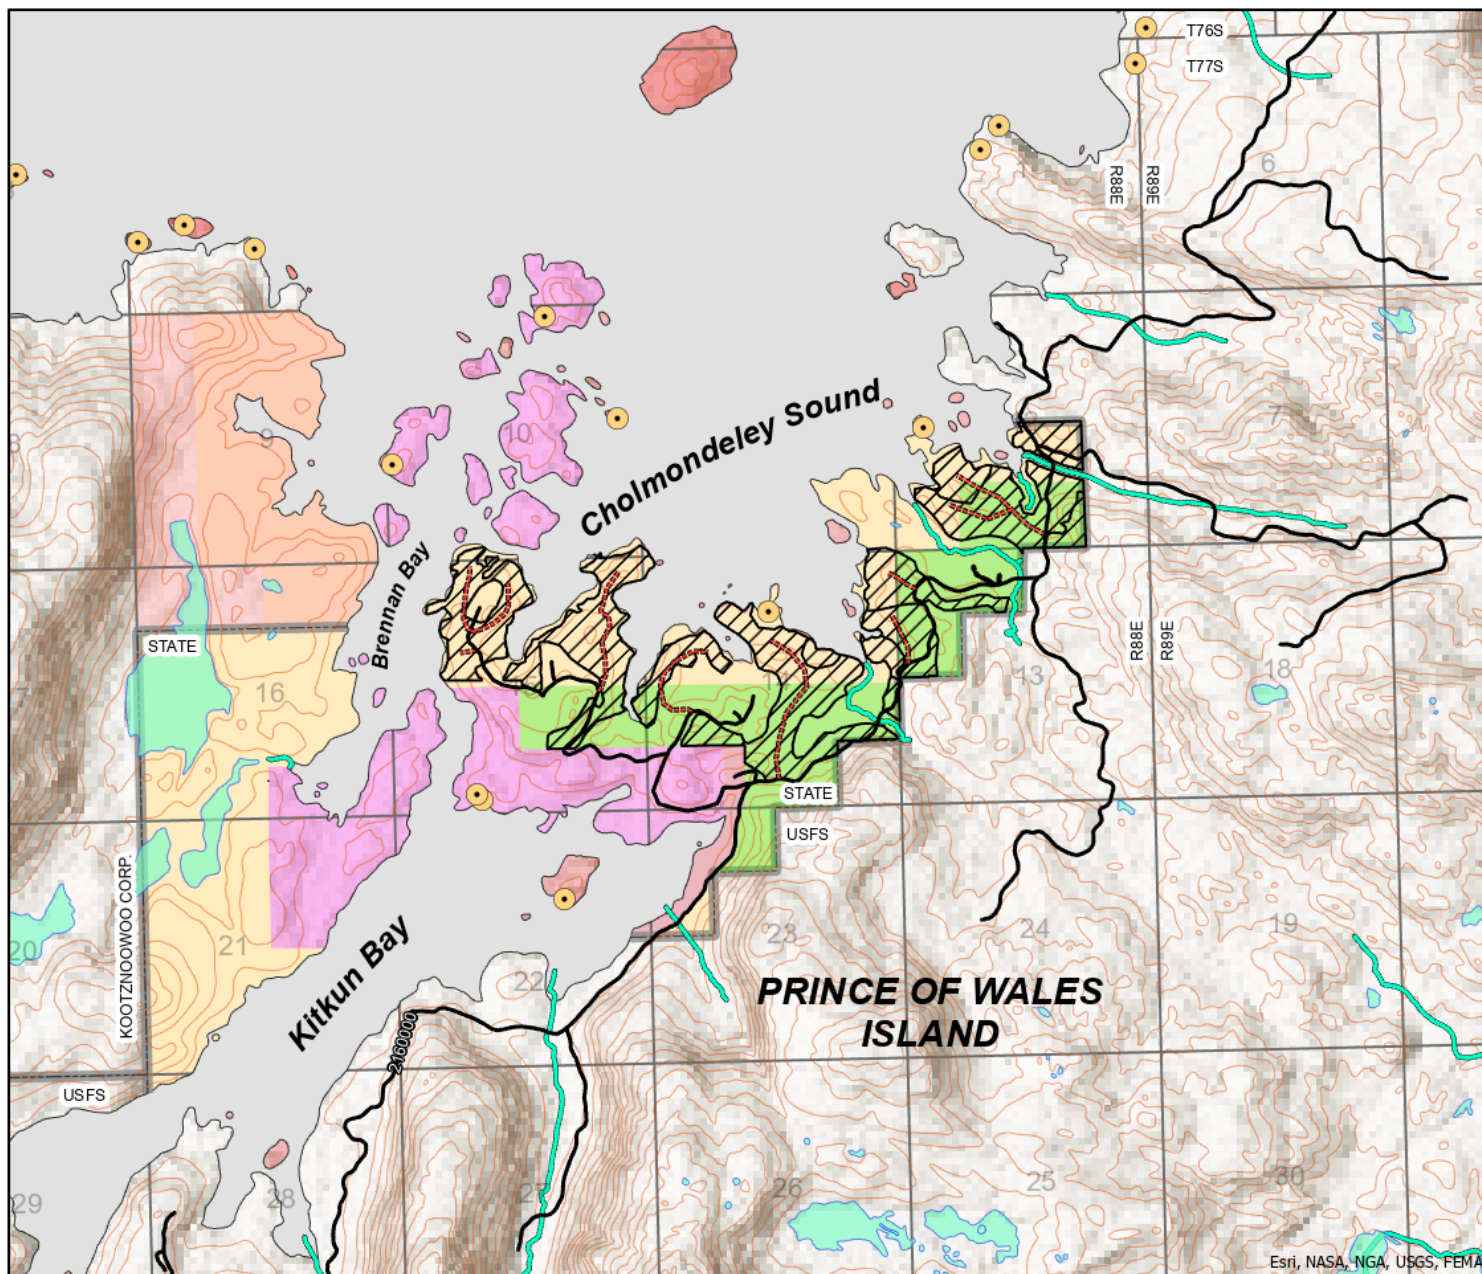 T76S
T77S
6
1
R88E
R89E
9
10
7
Cholmondeley Sound
Brennan Bay
STATE
16
R88E
R89E
18
13
STATE
USFS
KOOTZNOOWOO CORP.
20
21
Kitkun Bay
22
23
24
19
PRINCE OF WALES
ISLAND
2160000
USFS
29
28
27
26
25
30
Esri, NASA, NGA, USGS, FEMA